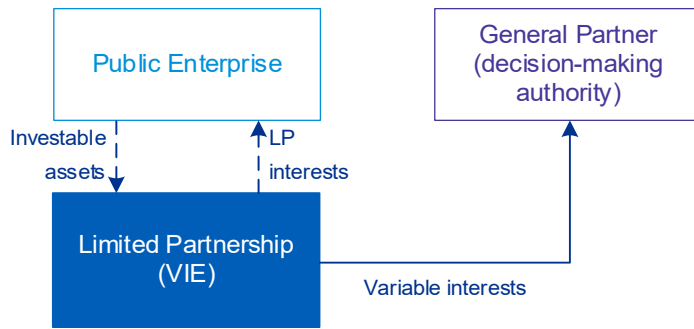 Public Enterprise
General Partner
(decision-making
authority)
Investable
assets
LP
interests
Limited Partnership
(VIE)
Variable interests